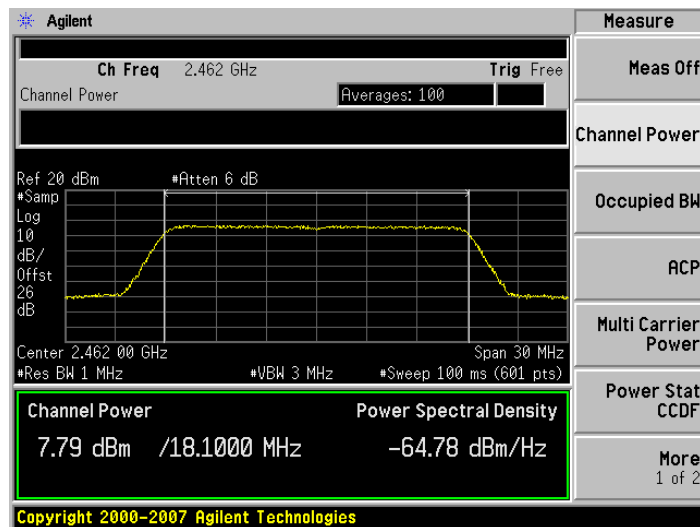 Agilent
Measure
Ch Freq 2.462 GHz Trig Free
Channel Power Averages: 100
Meas Off
Channel Power
Occupied BW
ACP
Multi Carrier
Power
Power Stat
CCDF
More
1 of 2
Ref 20 dBm #Atten 6 dB
#Samp
Log
10
dB/
Offst
26
dB
Center 2.462 00 GHz Span 30 MHz
#Res BW 1 MHz #VBW 3 MHz #Sweep 100 ms (601 pts)
Channel Power Power Spectral Density
7.79 dBm /18.1000 MHz -64.78 dBm/Hz
Copyright 2000-2007 Agilent Technologies